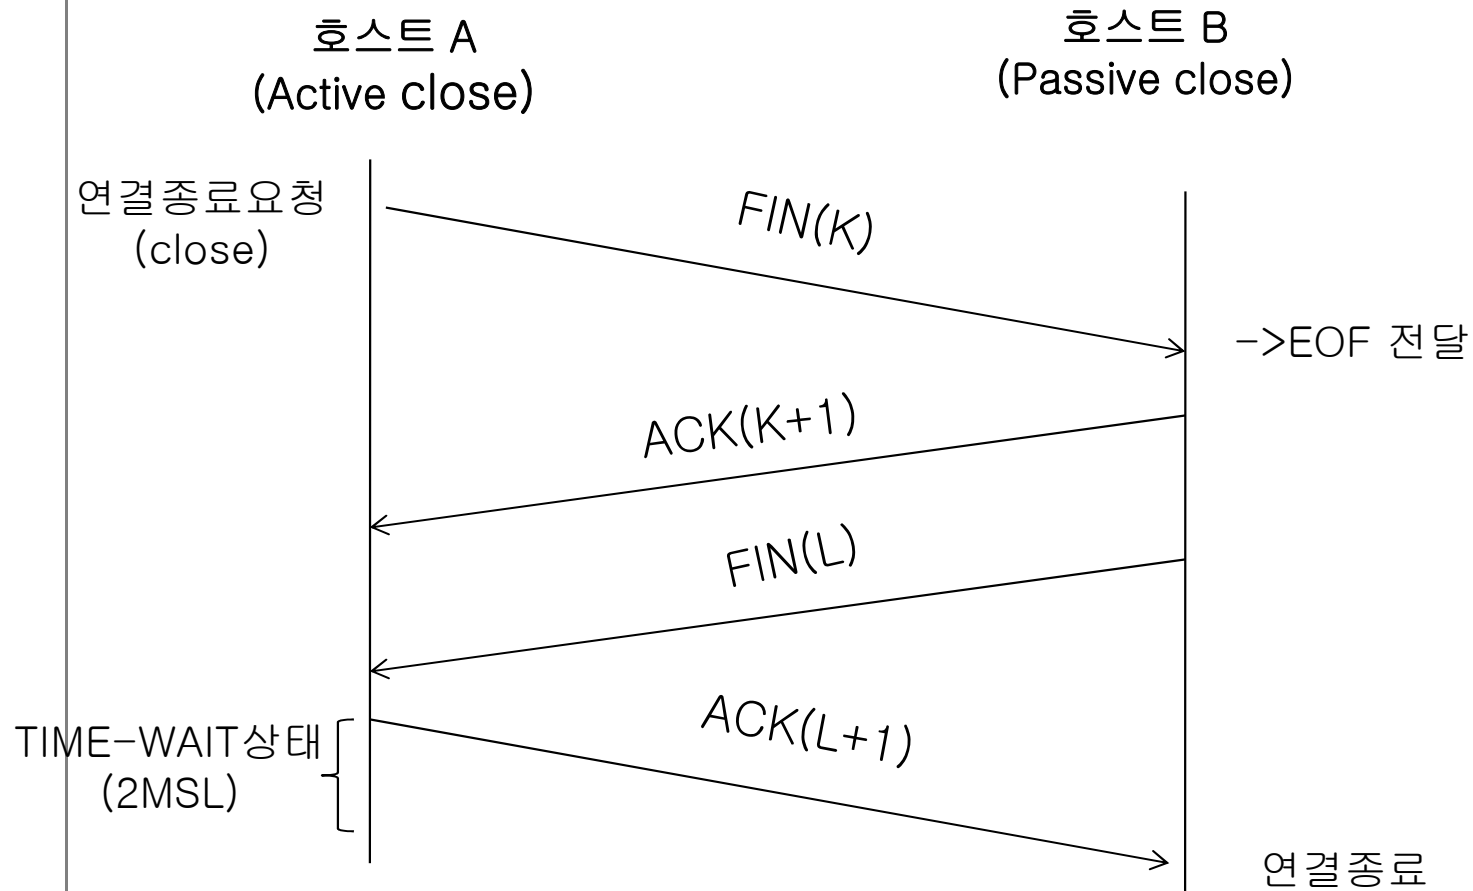 호스트 A
(Active close)
호스트 B
(Passive close)
연결종료요청
(close)
FIN(K)
->EOF 전달
ACK(K+1)
FIN(L)
ACK(L+1)
TIME-WAIT상태
(2MSL)
연결종료